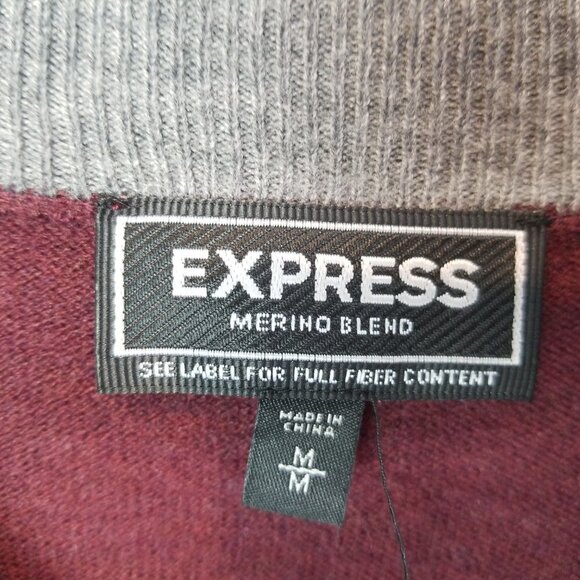 EXPRESS
MERINO BLEND
SEE LABEL FOR FULL FIBER CONTENT
MADE IN
CHINA
M
M